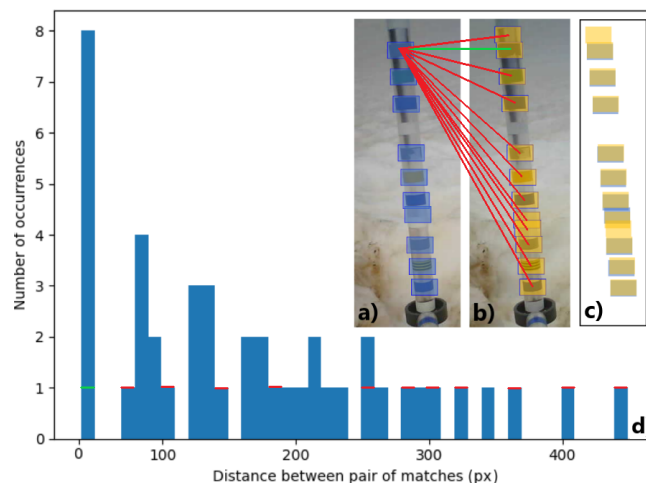 8
7
6
5
4
3
2
1
0
Number of occurrences
0 100 200 300 400
Distance between pair of matches (px)
a)
b)
c)
d